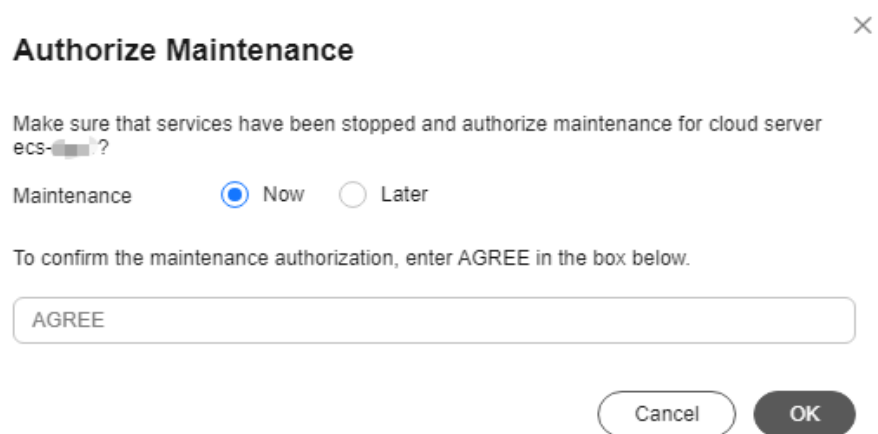 Authorize Maintenance
Make sure that services have been stopped and authorize maintenance for cloud server
ecs- ?
Maintenance Now Later
To confirm the maintenance authorization, enter AGREE in the box below.
AGREE
Cancel OK